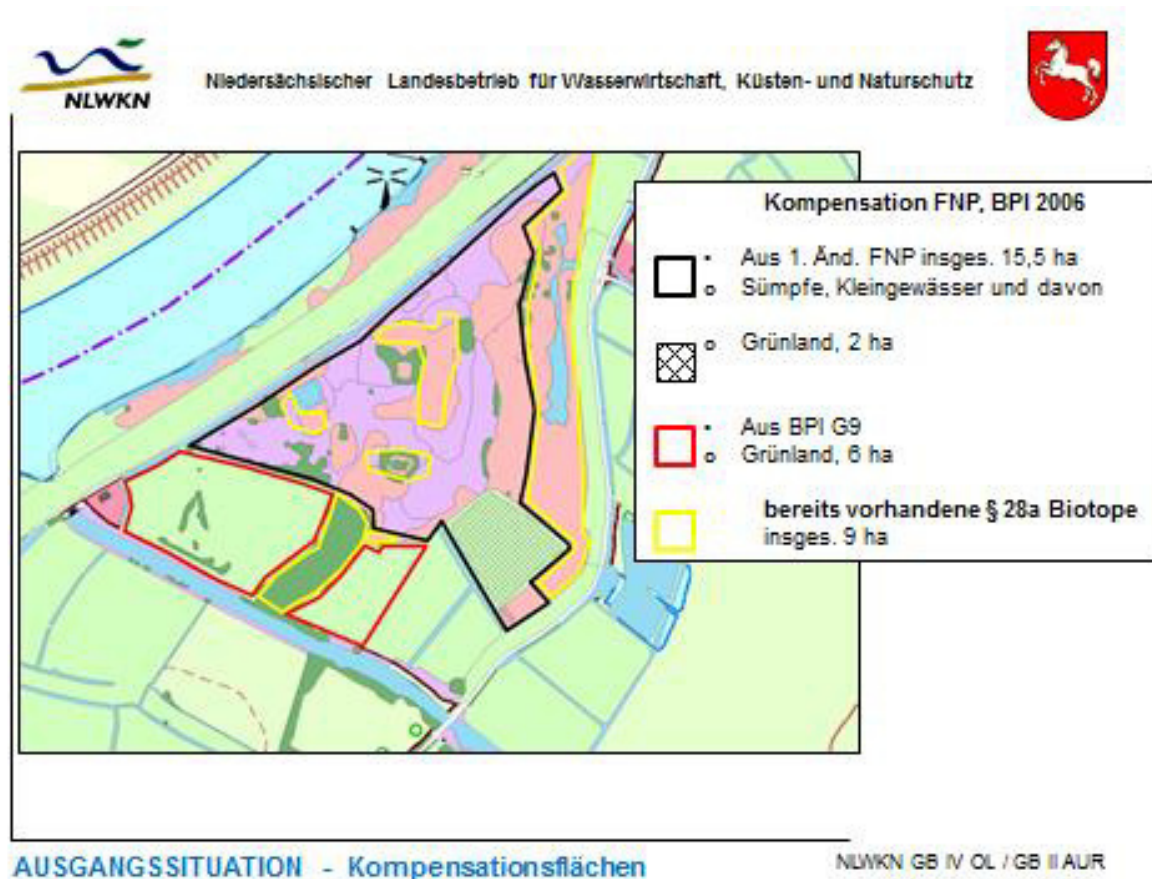 NLWKN
Niedersächsischer Landesbetrieb für Wasserwirtschaft, Küsten- und Naturschutz
Kompensation FNP, BPl 2006
Aus 1. Änd. FNP insges. 15,5 ha
Sümpfe, Kleingewässer und davon
Grünland, 2 ha
Aus BPl G9
Grünland, 6 ha
bereits vorhandene § 28a Biotope
insges. 9 ha
AUSGANGSSITUATION - Kompensationsflächen
NLWKN GB IV OL / GB II AUR